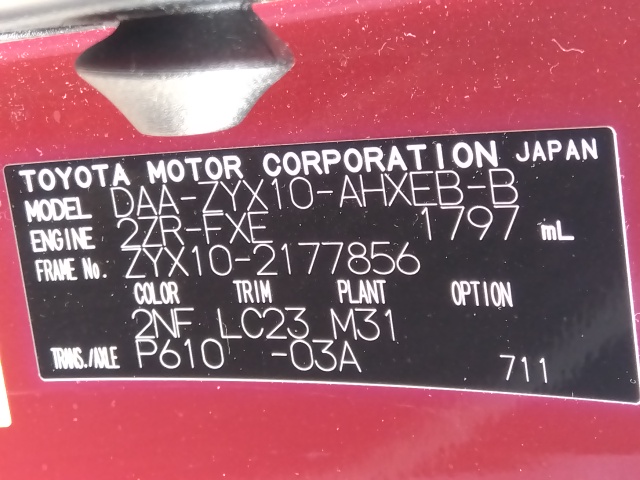 TOYOTA MOTOR CORPORATION JAPAN
MODEL DAA-ZYX10-AHXEB-B
ENGINE 2ZR-FXE 1797 mL
FRAME No. ZYX10-2177856
COLOR TRIM PLANT OPTION
2NF LC23 M31
TRANS./AXLE P610 -03A 711